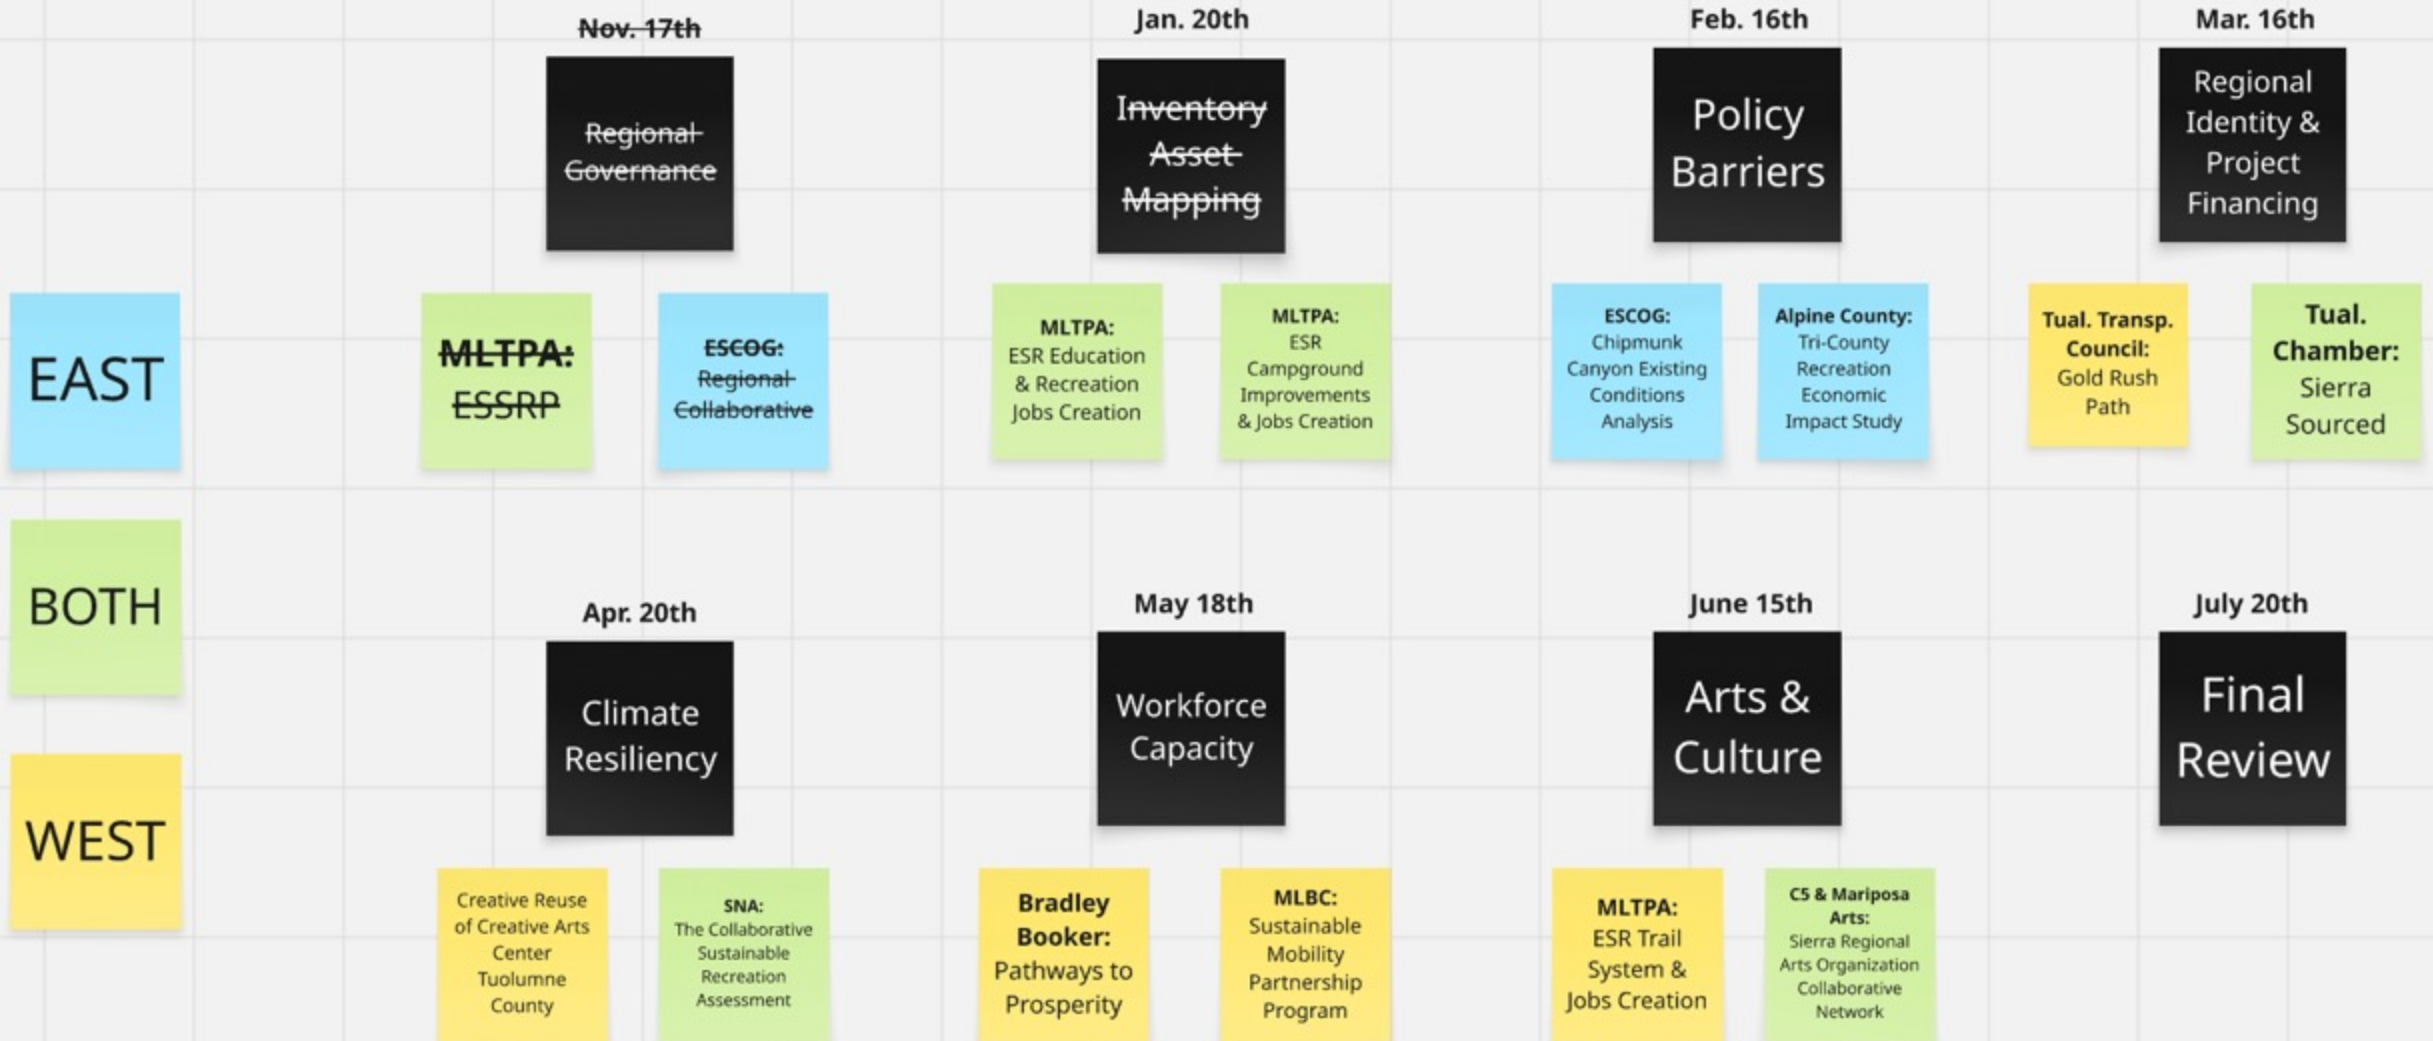 Nov. 17th
Jan. 20th
Feb. 16th
Mar. 16th
Regional
Governance
Inventory
Asset
Mapping
Policy
Barriers
Regional
Identity &
Project
Financing
EAST
MLTPA:
ESSRP
ESCOG:
Regional
Collaborative
MLTPA:
ESR Education
& Recreation
Jobs Creation
MLTPA:
ESR
Campground
Improvements
& Jobs Creation
ESCOG:
Chipmunk
Canyon Existing
Conditions
Analysis
Alpine County:
Tri-County
Recreation
Economic
Impact Study
Tual. Transp.
Council:
Gold Rush
Path
Tual.
Chamber:
Sierra
Sourced
BOTH
WEST
Apr. 20th
May 18th
June 15th
July 20th
Climate
Resiliency
Workforce
Capacity
Arts &
Culture
Final
Review
Creative Reuse
of Creative Arts
Center
Tuolumne
County
SNA:
The Collaborative
Sustainable
Recreation
Assessment
Bradley
Booker:
Pathways to
Prosperity
MLBC:
Sustainable
Mobility
Partnership
Program
MLTPA:
ESR Trail
System &
Jobs Creation
C5 & Mariposa
Arts:
Sierra Regional
Arts Organization
Collaborative
Network